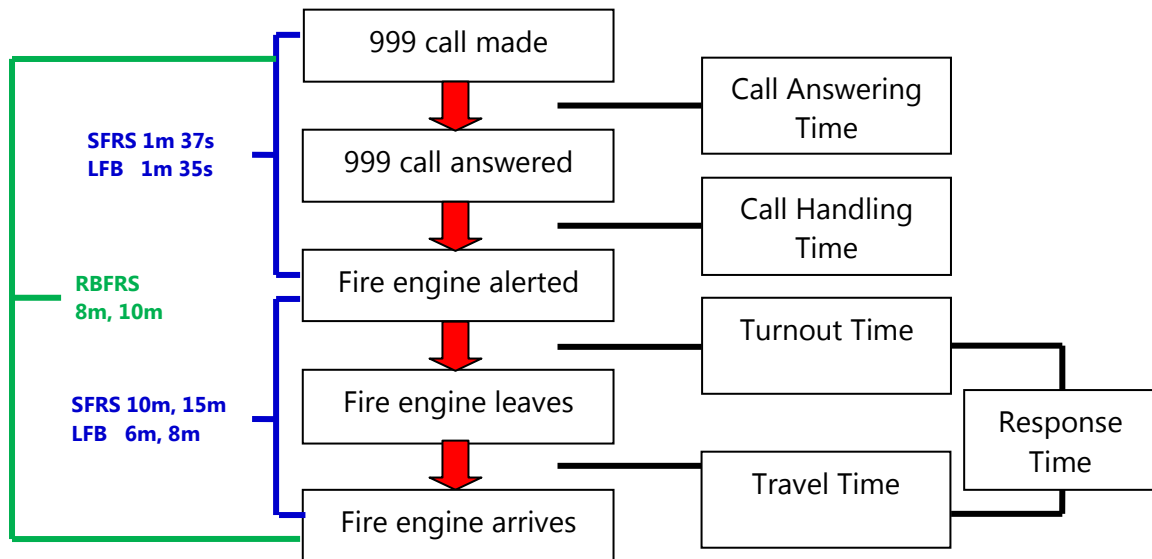 999 call made
Call Answering
Time
SFRS 1m 37s
LFB 1m 35s
999 call answered
Call Handling
Time
Fire engine alerted
RBFRS
8m, 10m
Turnout Time
SFRS 10m, 15m
LFB 6m, 8m
Fire engine leaves
Response
Time
Travel Time
Fire engine arrives